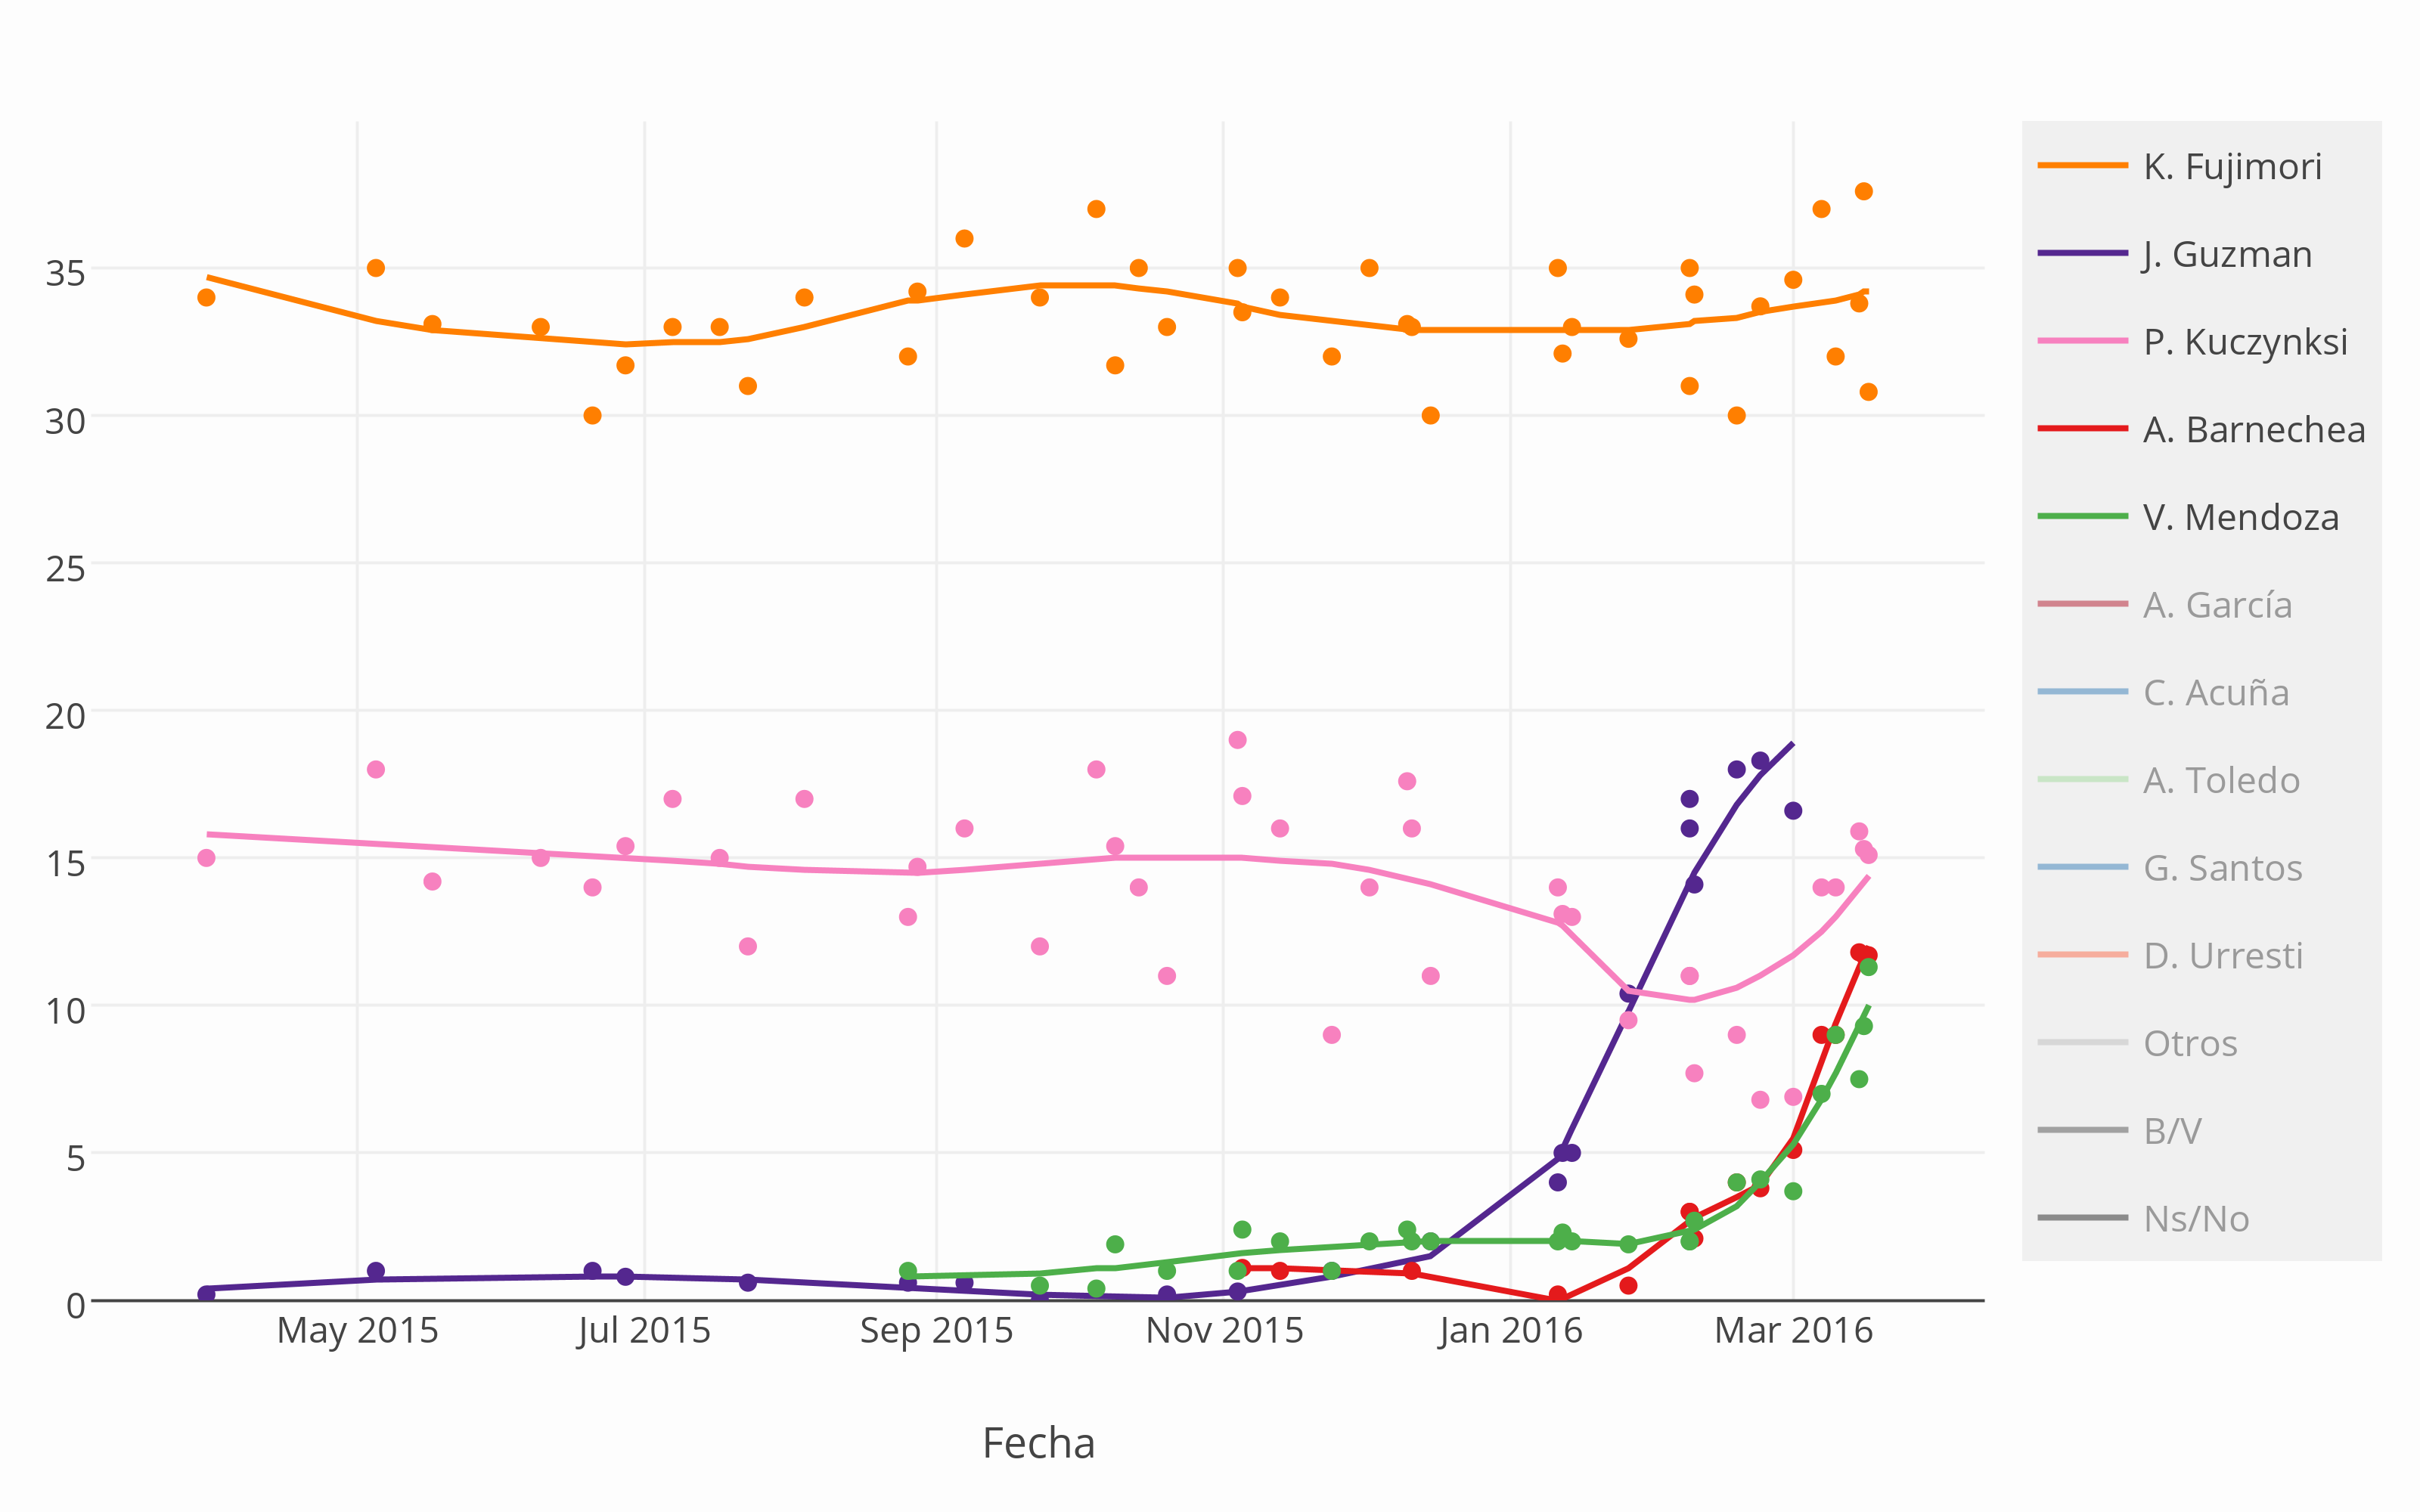 35
30
25
20
15
10
5
0
May 2015
Jul 2015
Sep 2015
Nov 2015
Jan 2016
Mar 2016
Fecha
K. Fujimori
J. Guzman
P. Kuczynksi
A. Barnechea
V. Mendoza
A. García
C. Acuña
A. Toledo
G. Santos
D. Urresti
Otros
B/V
Ns/No